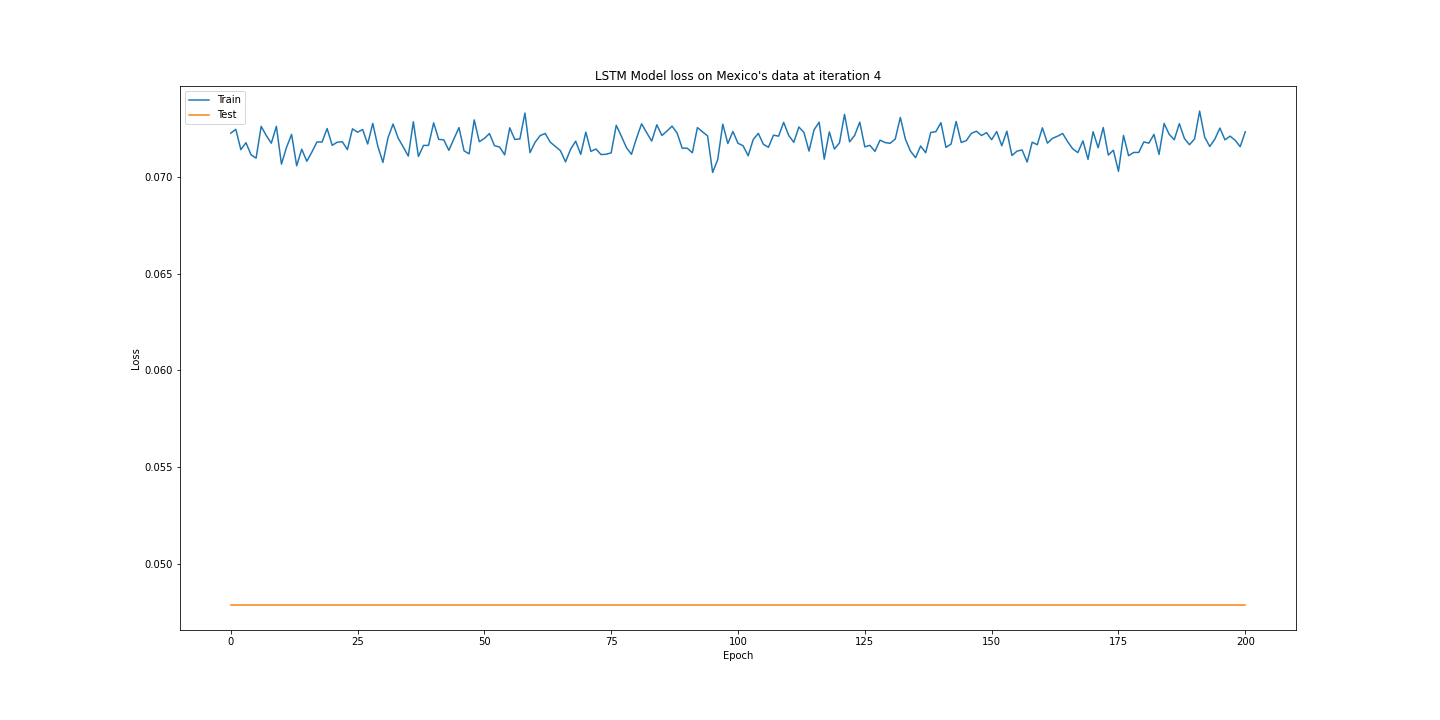 LSTM Model loss on Mexico's data at iteration 4
Train
Test
0.070
0.065
0.060
0.055
0.050
Loss
0 25 50 75 100 125 150 175 200
Epoch